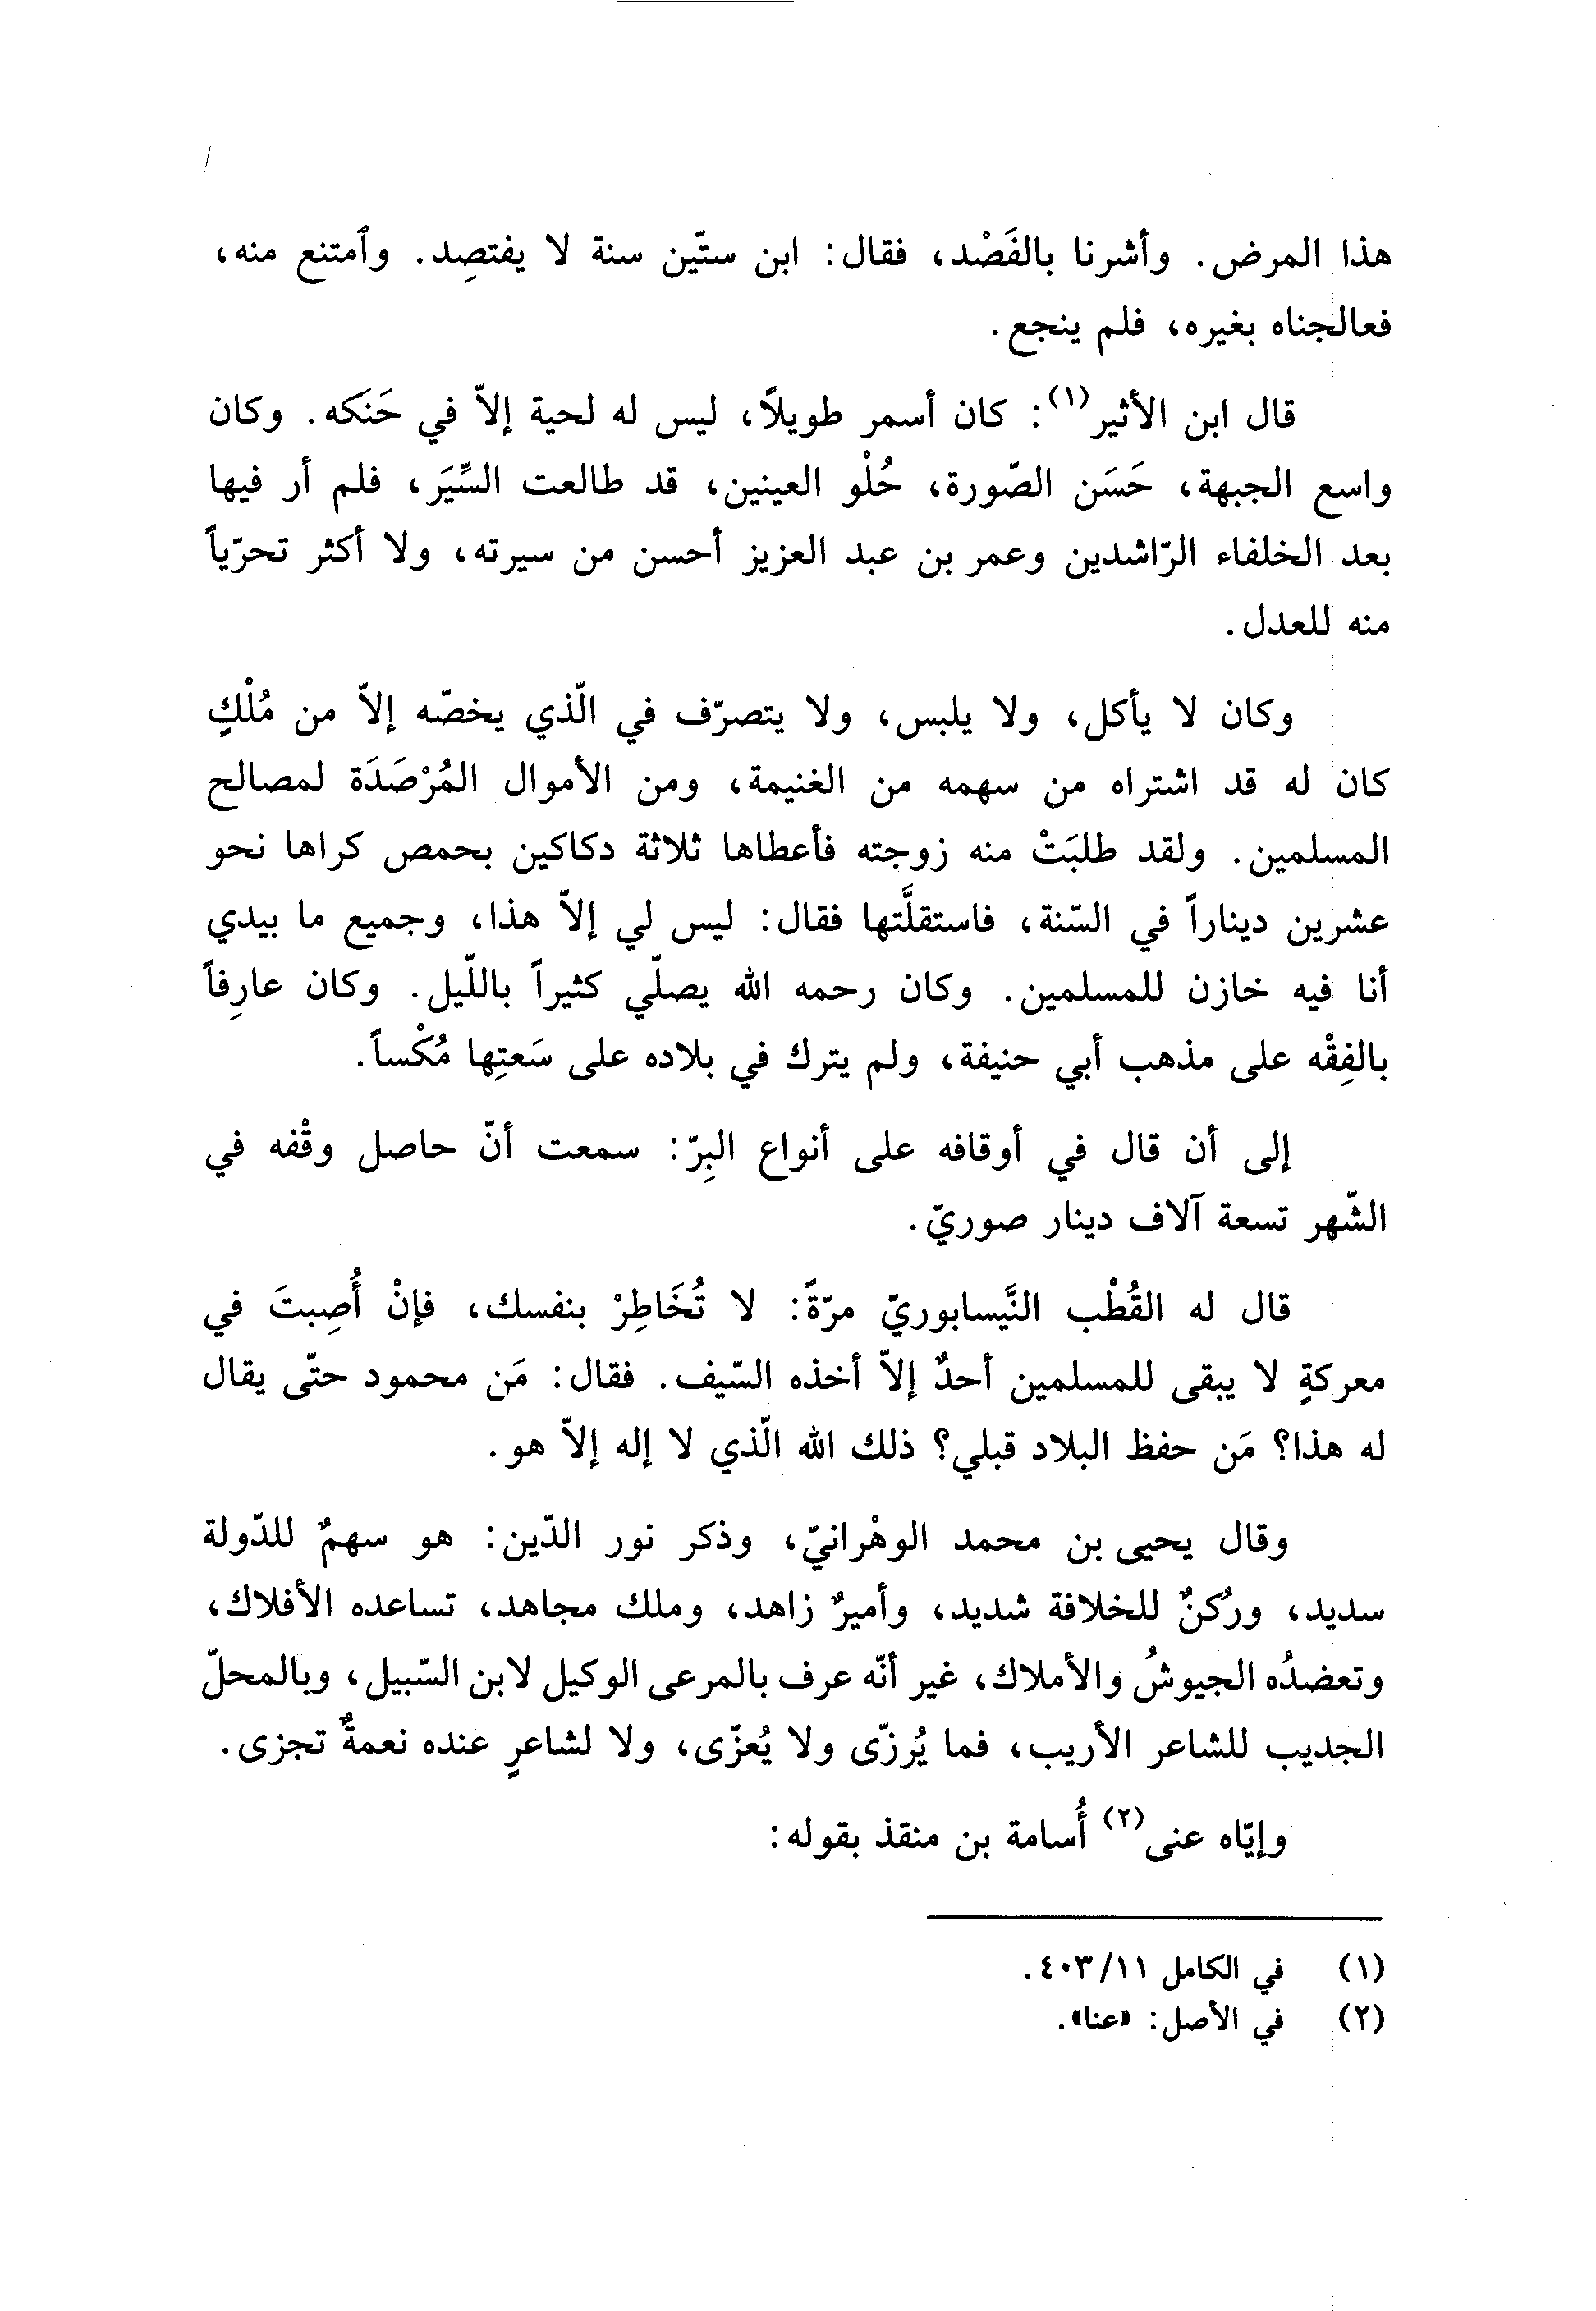 هذا المرض. وأشرنا بالفَصْد، فقال: ابن ستّين سنة لا يفتصِد. وٱمتنع منه،
فعالجناه بغيره، فلم ينجع.
قال ابن الأثير(١): كان أسمر طويلاً، ليس له لحية إلاّ في حَنَكه. وكان
واسع الجبهة، حَسَن الصّورة، حُلْو العينين، قد طالعت السِّيَر، فلم أر فيها
بعد الخلفاء الرّاشدين وعمر بن عبد العزيز أحسن من سيرته، ولا أكثر تحرّياً
منه للعدل.
وكان لا يأكل، ولا يلبس، ولا يتصرّف في الّذي يخصّه إلاّ من مُلْكٍ
كان له قد اشتراه من سهمه من الغنيمة، ومن الأموال المُرْصَدَة لمصالح
المسلمين. ولقد طلبَتْ منه زوجته فأعطاها ثلاثة دكاكين بحمص كراها نحو
عشرين ديناراً في السّنة، فاستقلَّتها فقال: ليس لي إلاّ هذا، وجميع ما بيدي
أنا فيه خازن للمسلمين. وكان رحمه الله يصلّي كثيراً باللّيل. وكان عارِفاً
بالفِقْه على مذهب أبي حنيفة، ولم يترك في بلاده على سَعتِها مُكْساً.
إلى أن قال في أوقافه على أنواع البِرّ: سمعت أنّ حاصل وقْفه في
الشّهر تسعة آلاف دينار صوريّ.
قال له القُطْب النَّيسابوريّ مرّةً: لا تُخَاطِرْ بنفسك، فإنْ أُصِبتَ في
معركةٍ لا يبقى للمسلمين أحدٌ إلاّ أخذه السّيف. فقال: مَن محمود حتّى يقال
له هذا؟ مَن حفظ البلاد قبلي؟ ذلك الله الّذي لا إله إلاّ هو.
وقال يحيى بن محمد الوهْرانيّ، وذكر نور الدّين: هو سهمٌ للدّولة
سديد، ورُكنٌ للخلافة شديد، وأميرٌ زاهد، وملك مجاهد، تساعده الأفلاك،
وتعضدُه الجيوشُ والأملاك، غير أنّه عرف بالمرعى الوكيل لابن السّبيل، وبالمحلّ
الجديب للشاعر الأريب، فما يُرزّى ولا يُعزّى، ولا لشاعرٍ عنده نعمةٌ تجزى.
وإيّاه عنى(٢) أُسامة بن منقذ بقوله:
(١) في الكامل ٤٠٣/١١.
(٢) في الأصل: «عنا».